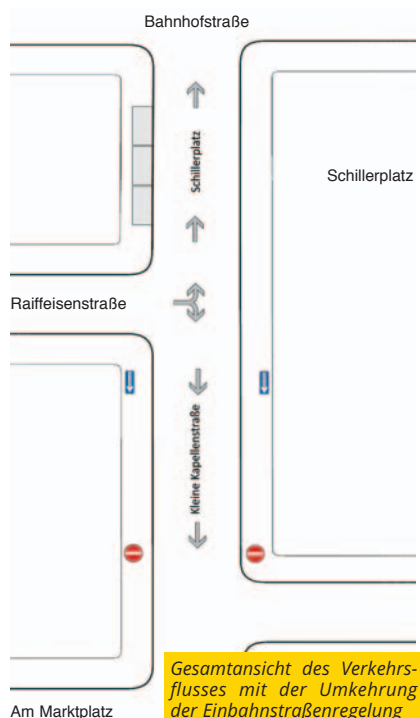 Bahnhofstraße
Schillerplatz
Schillerplatz
Raiffeisenstraße
Kleine Kapellenstraße
Gesamtansicht des Verkehrs-
flusses mit der Umkehrung
der Einbahnstraßenregelung
Am Marktplatz